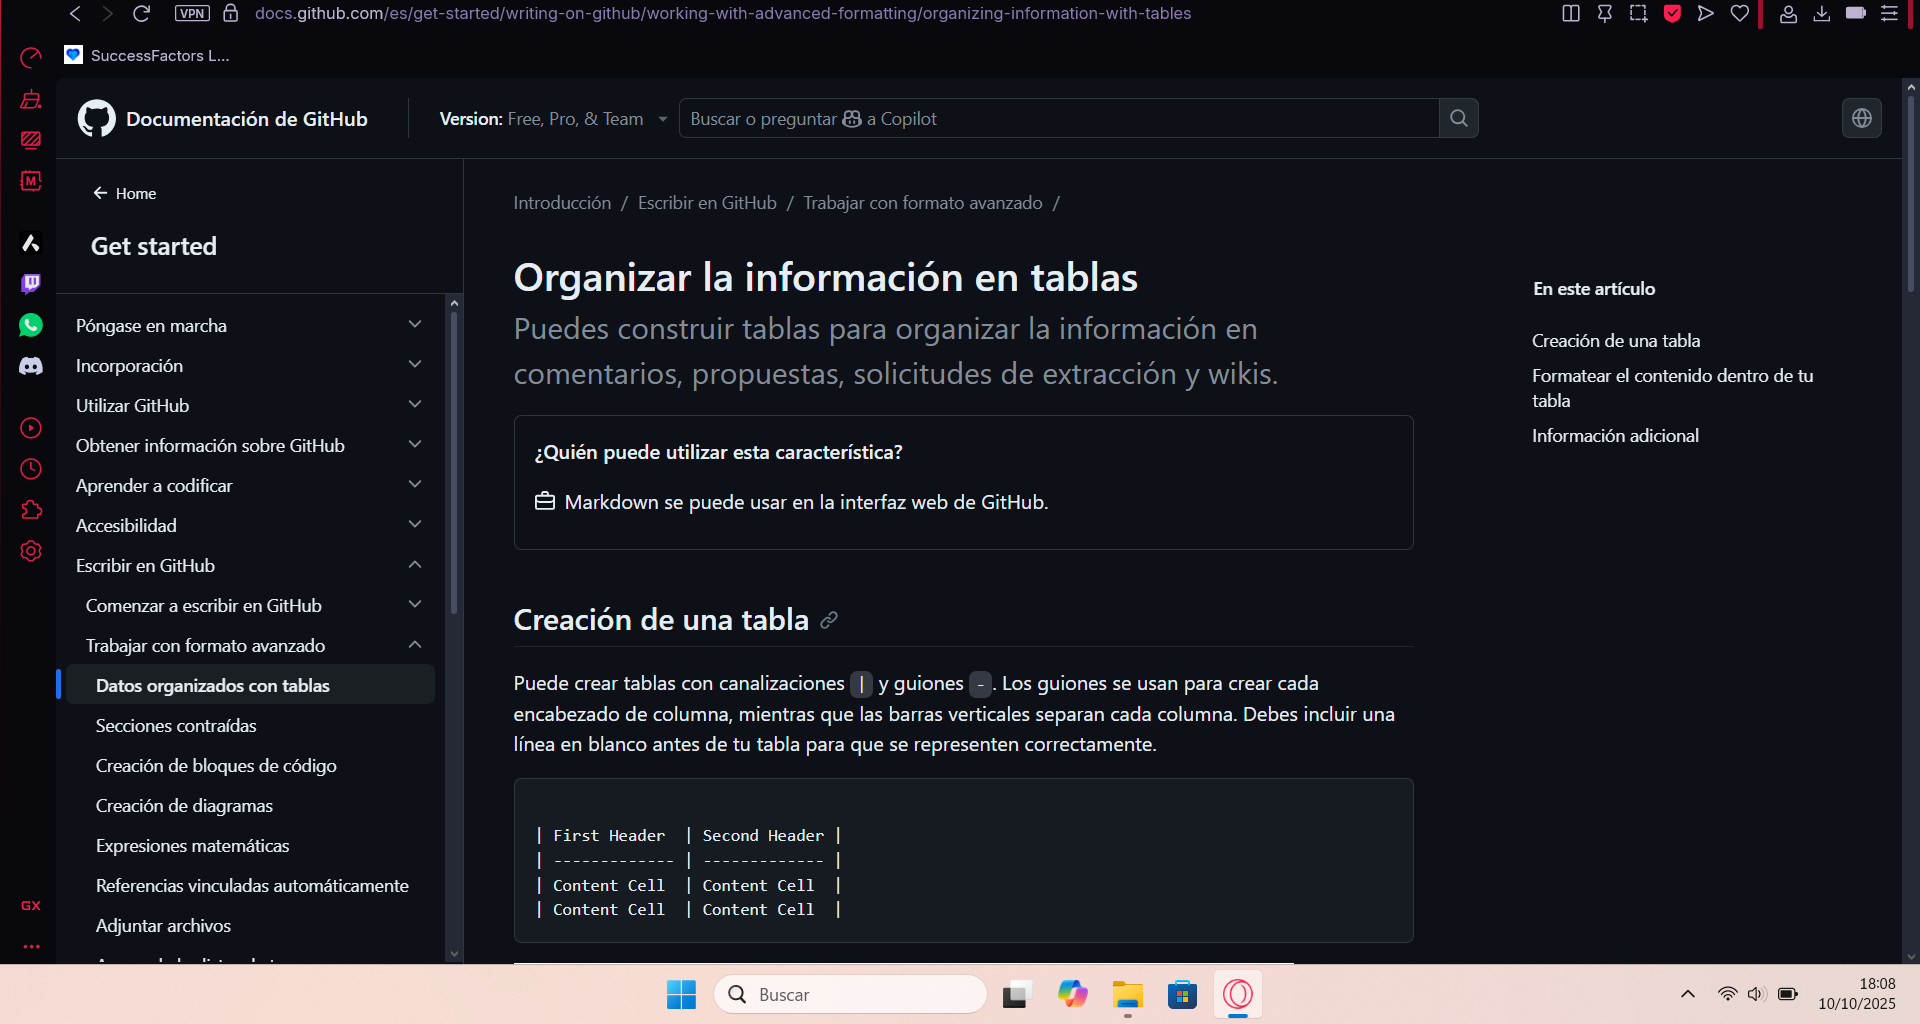 VPN
docs.github.com/es/get-started/writing-on-github/working-with-advanced-formatting/organizing-information-with-tables
SuccessFactors L...
Documentación de GitHub
Version: Free, Pro, & Team
Buscar o preguntar a Copilot
Home
Get started
Póngase en marcha
Incorporación
Utilizar GitHub
Obtener información sobre GitHub
Aprender a codificar
Accesibilidad
Escribir en GitHub
Comenzar a escribir en GitHub
Trabajar con formato avanzado
Datos organizados con tablas
Secciones contraídas
Creación de bloques de código
Creación de diagramas
Expresiones matemáticas
Referencias vinculadas automáticamente
Adjuntar archivos
M
GX
Introducción / Escribir en GitHub / Trabajar con formato avanzado /
Organizar la información en tablas
Puedes construir tablas para organizar la información en
comentarios, propuestas, solicitudes de extracción y wikis.
¿Quién puede utilizar esta característica?
Markdown se puede usar en la interfaz web de GitHub.
Creación de una tabla
Puede crear tablas con canalizaciones | y guiones -. Los guiones se usan para crear cada
encabezado de columna, mientras que las barras verticales separan cada columna. Debes incluir una
línea en blanco antes de tu tabla para que se representen correctamente.
| First Header  | Second Header |
| ------------- | ------------- |
| Content Cell  | Content Cell  |
| Content Cell  | Content Cell  |
En este artículo
Creación de una tabla
Formatear el contenido dentro de tu
tabla
Información adicional
Buscar
18:08
10/10/2025